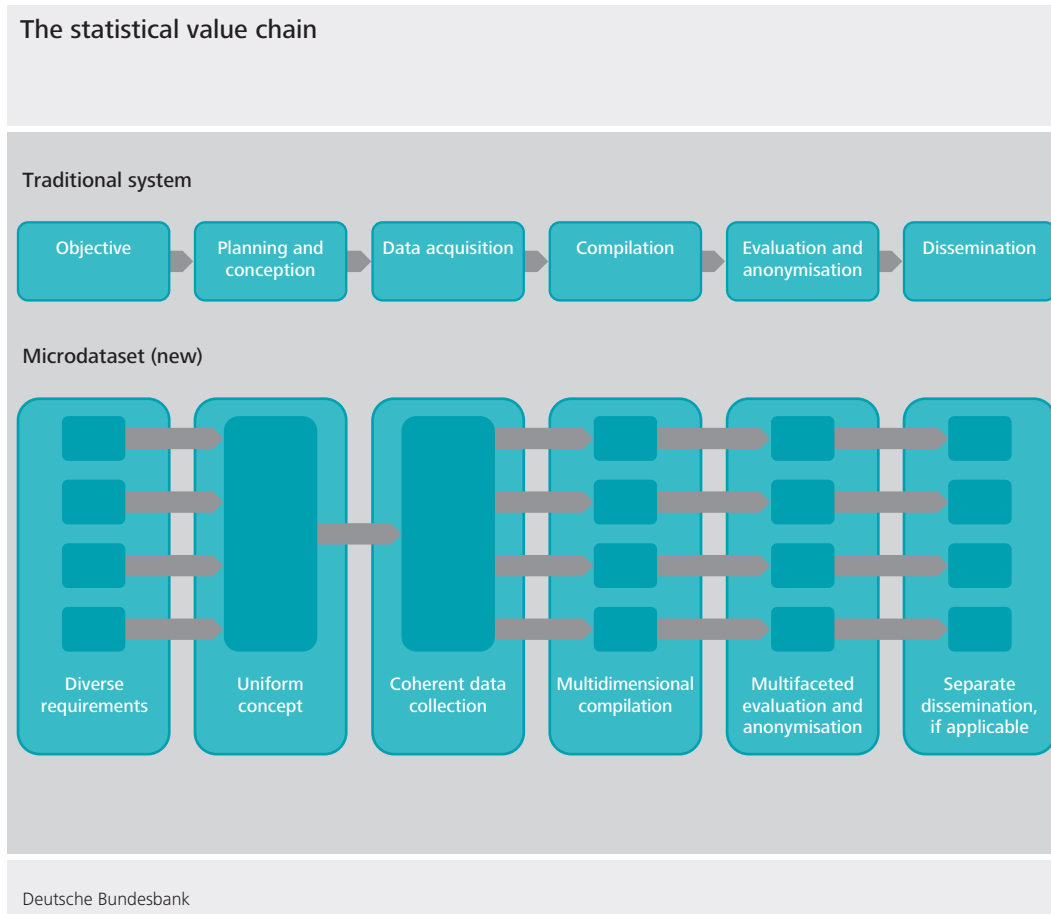 The statistical value chain
Traditional system
Objective
Planning and
conception
Data acquisition
Compilation
Evaluation and
anonymisation
Dissemination
Microdataset (new)
Diverse
requirements
Uniform
concept
Coherent data
collection
Multidimensional
compilation
Multifaceted
evaluation and
anonymisation
Separate
dissemination,
if applicable
Deutsche Bundesbank